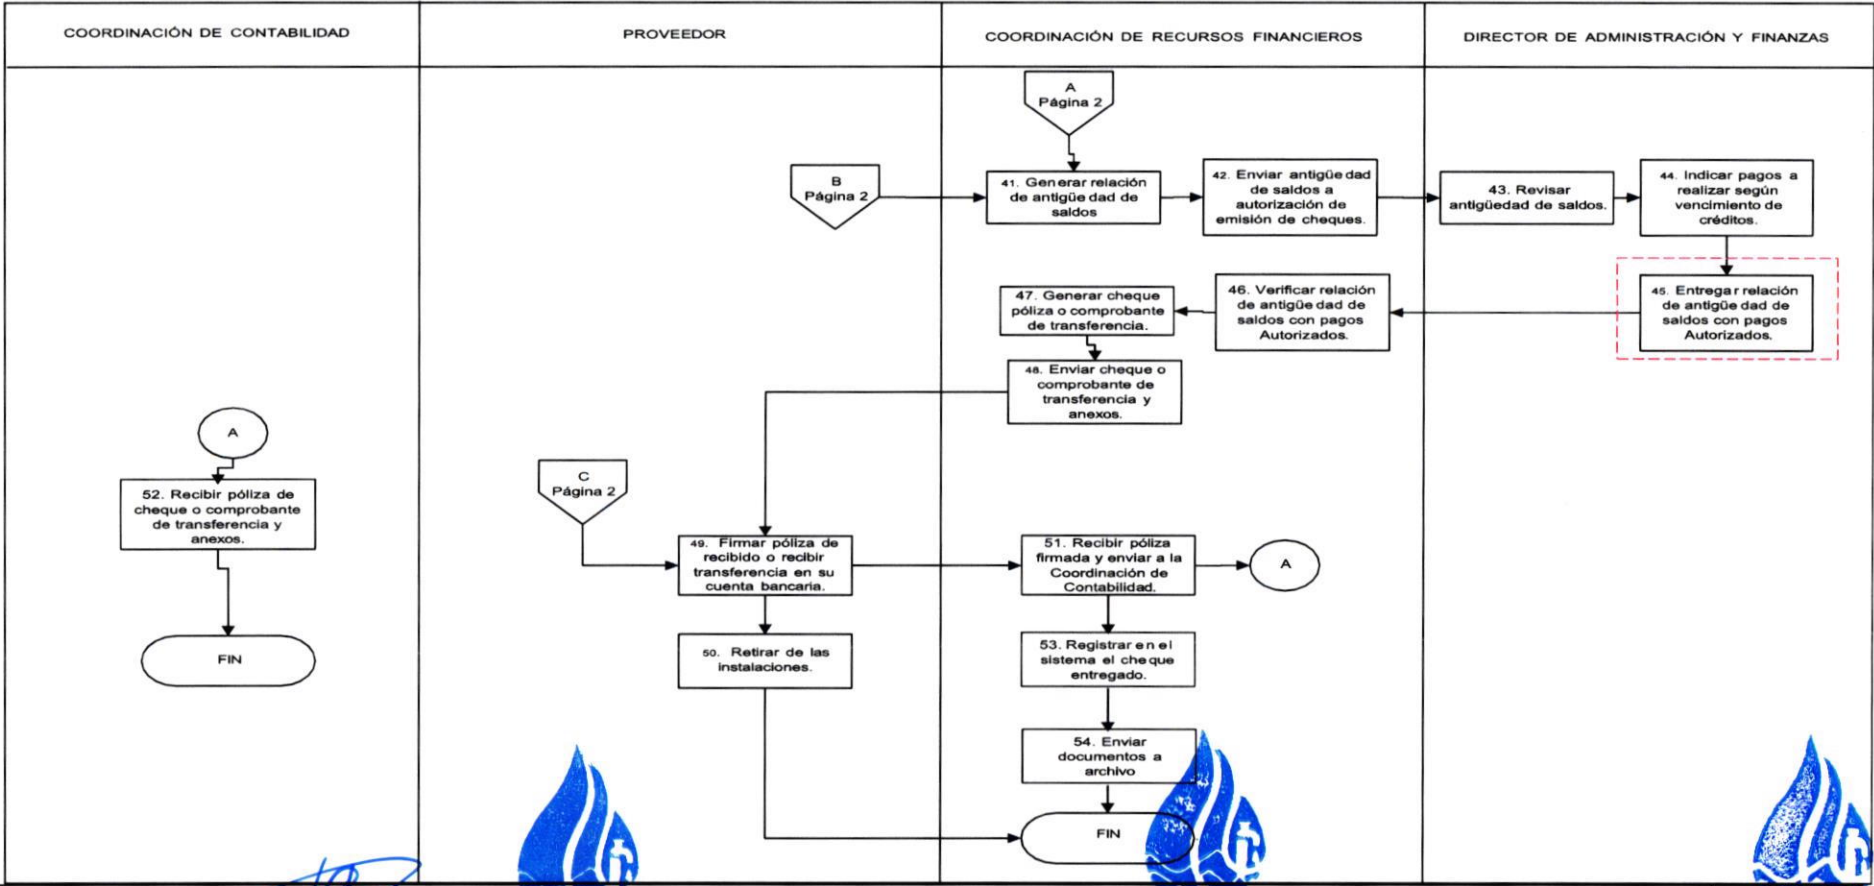 COORDINACIÓN DE CONTABILIDAD
PROVEEDOR
COORDINACIÓN DE RECURSOS FINANCIEROS
DIRECTOR DE ADMINISTRACIÓN Y FINANZAS
A
Página 2
B
Página 2
41. Generar relación
de antigüedad de
saldos
42. Enviar antigüedad
de saldos a
autorización de
emisión de cheques.
43. Revisar
antigüedad de saldos.
44. Indicar pagos a
realizar según
vencimiento de
créditos.
45. Entregar relación
de antigüedad de
saldos con pagos
Autorizados.
46. Verificar relación
de antigüedad de
saldos con pagos
Autorizados.
47. Generar cheque
póliza o comprobante
de transferencia.
48. Enviar cheque o
comprobante de
transferencia y
anexos.
A
52. Recibir póliza de
cheque o comprobante
de transferencia y
anexos.
FIN
C
Página 2
49. Firmar póliza de
recibido o recibir
transferencia en su
cuenta bancaria.
50. Retirar de las
instalaciones.
51. Recibir póliza
firmada y enviar a la
Coordinación de
Contabilidad.
A
53. Registrar en el
sistema el cheque
entregado.
54. Enviar
documentos a
archivo
FIN